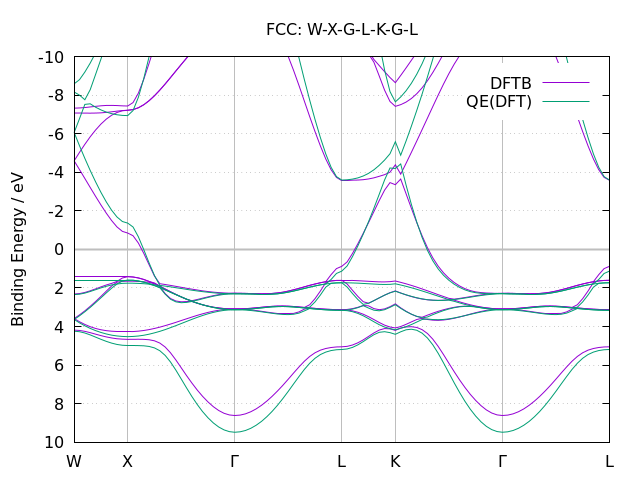 FCC: W-X-G-L-K-G-L
-10
-8
-6
-4
-2
0
2
4
6
8
10
Binding Energy / eV
DFTB
QE(DFT)
W X Γ L K Γ L